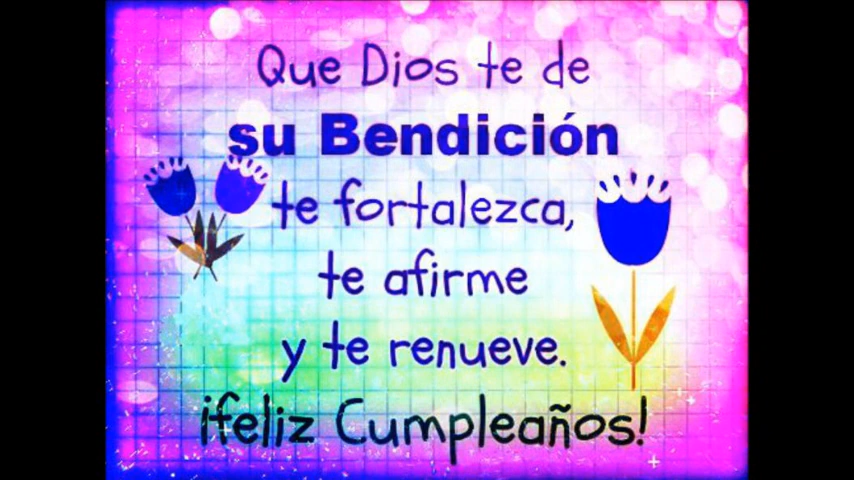 Que Dios te de
su Bendición
te fortalezca,
te afirme
y te renueve.
¡feliz Cumpleaños!